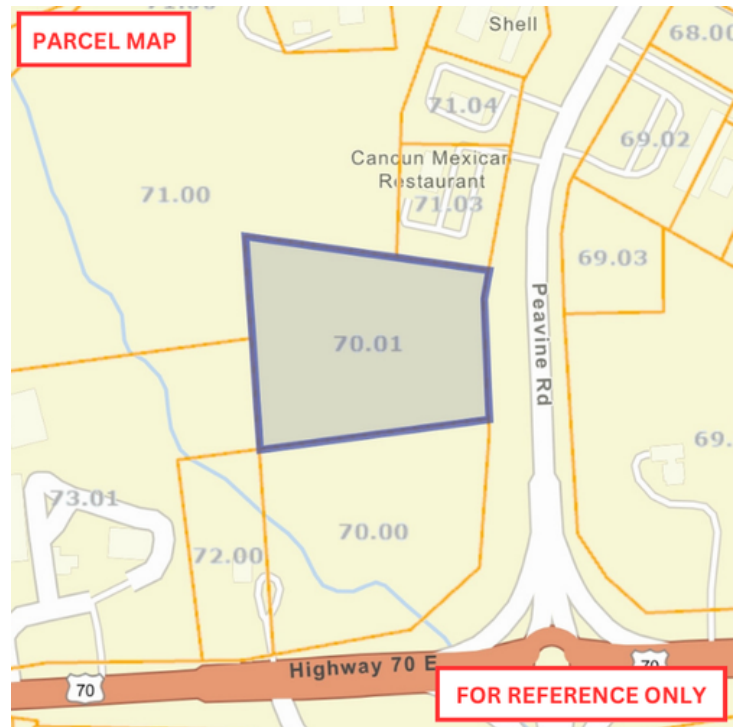 PARCEL MAP
Shell
68.00
71.04
69.02
Cancun Mexican
Restaurant
71.00
71.03
69.03
70.01
Peavine Rd
69.
73.01
70.00
72.00
Highway 70 E
70
70
FOR REFERENCE ONLY